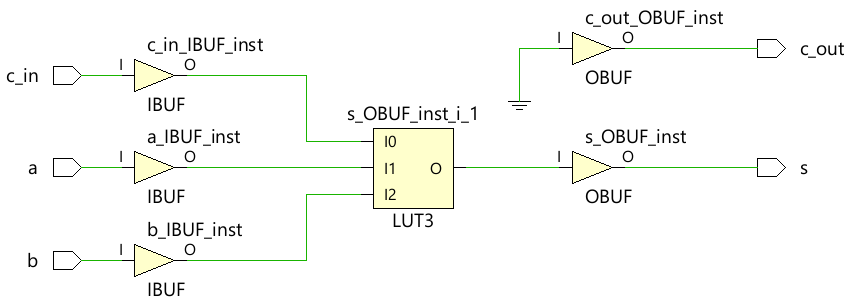 c_out_OBUF_inst
I
O
c_out
OBUF
c_in_IBUF_inst
c_in
I
O
IBUF
s_OBUF_inst_i_1
a_IBUF_inst
a
I
O
IBUF
I0
I1
I2
O
LUT3
s_OBUF_inst
I
O
s
OBUF
b_IBUF_inst
b
I
O
IBUF